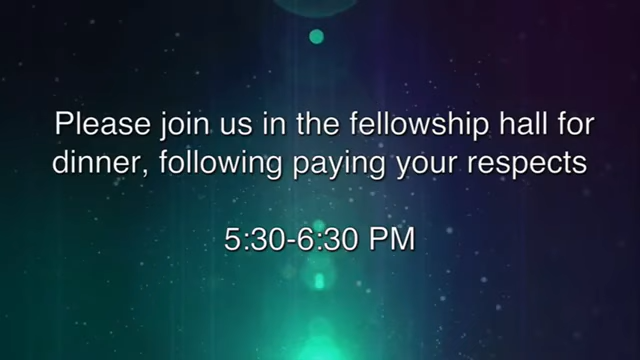 Please join us in the fellowship hall for
dinner, following paying your respects
5:30-6:30 PM